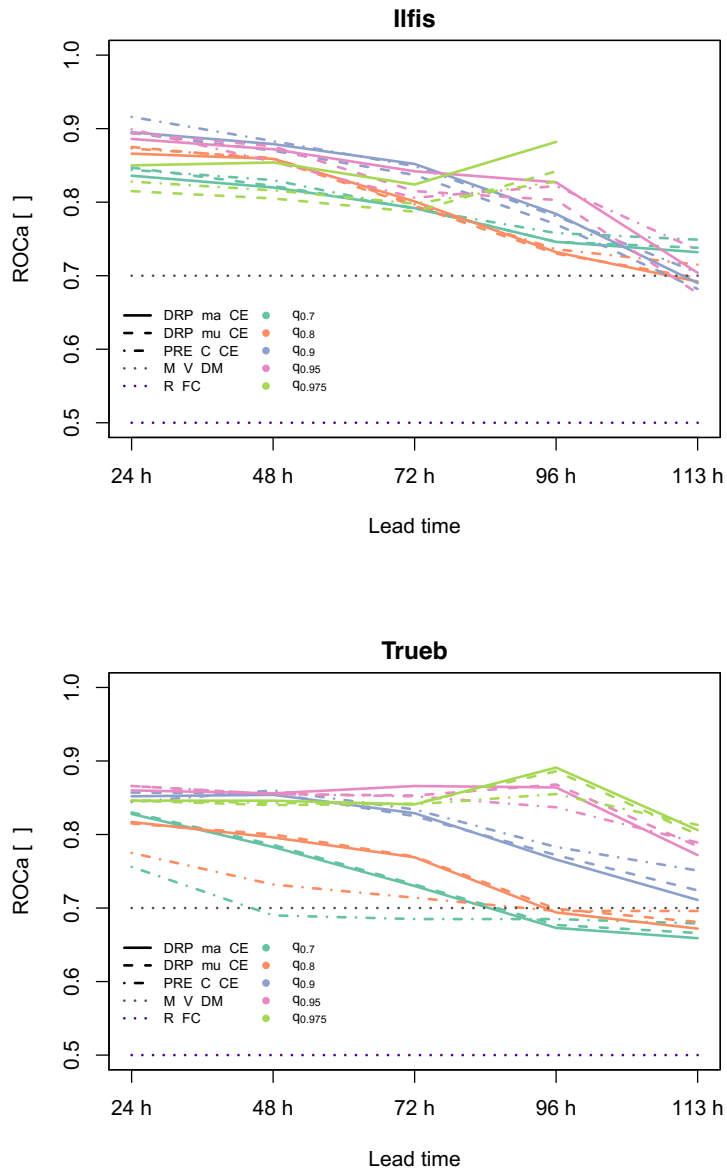 Ilfis
1.0
0.9
0.8
0.7
0.6
0.5
ROCa [ ]
DRP ma CE q0.7
DRP mu CE q0.8
PRE C CE q0.9
M V DM q0.95
R FC q0.975
24 h 48 h 72 h 96 h 113 h
Lead time
Trueb
1.0
0.9
0.8
0.7
0.6
0.5
ROCa [ ]
DRP ma CE q0.7
DRP mu CE q0.8
PRE C CE q0.9
M V DM q0.95
R FC q0.975
24 h 48 h 72 h 96 h 113 h
Lead time